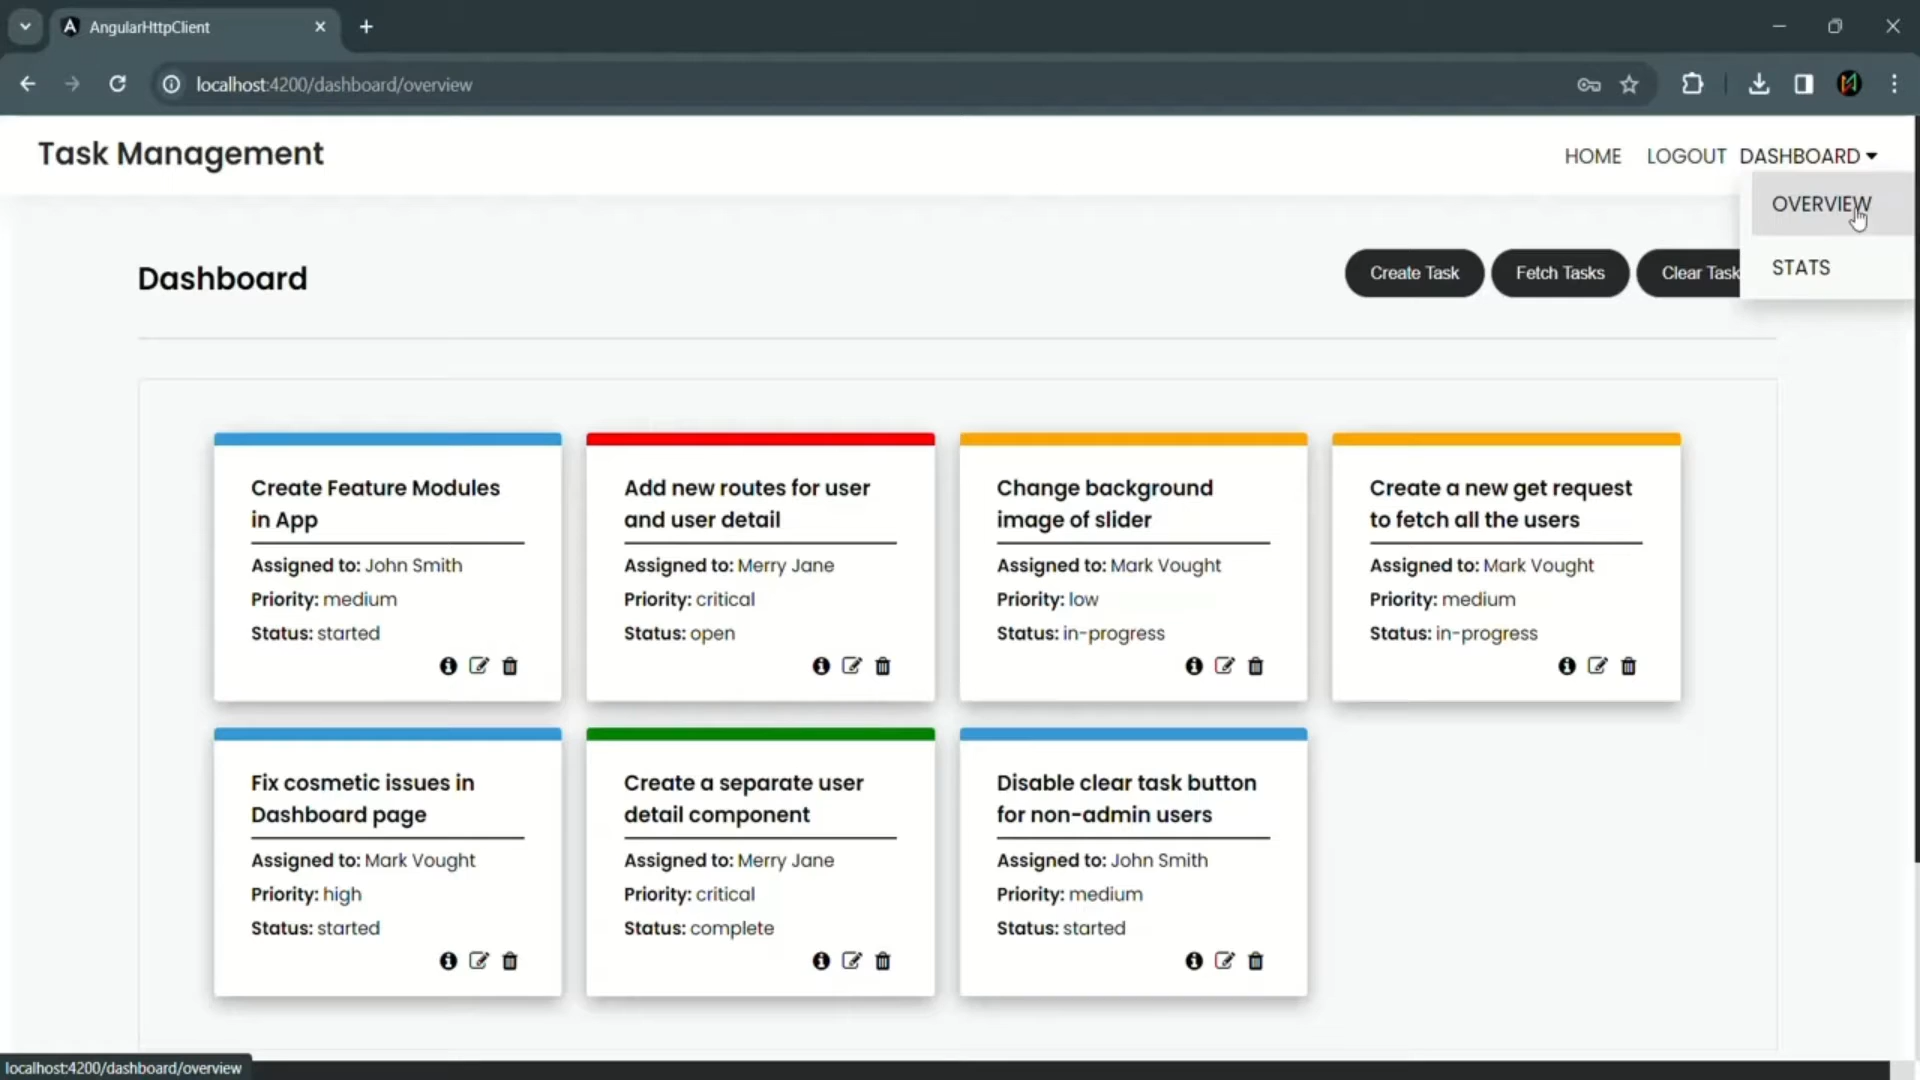 AngularHttpClient
localhost:4200/dashboard/overview
Task Management
HOME LOGOUT DASHBOARD
OVERVIEW
STATS
Dashboard
Create Task Fetch Tasks Clear Task
Create Feature Modules
in App
Assigned to: John Smith
Priority: medium
Status: started
Add new routes for user
and user detail
Assigned to: Merry Jane
Priority: critical
Status: open
Change background
image of slider
Assigned to: Mark Vought
Priority: low
Status: in-progress
Create a new get request
to fetch all the users
Assigned to: Mark Vought
Priority: medium
Status: in-progress
Fix cosmetic issues in
Dashboard page
Assigned to: Mark Vought
Priority: high
Status: started
Create a separate user
detail component
Assigned to: Merry Jane
Priority: critical
Status: complete
Disable clear task button
for non-admin users
Assigned to: John Smith
Priority: medium
Status: started
localhost:4200/dashboard/overview